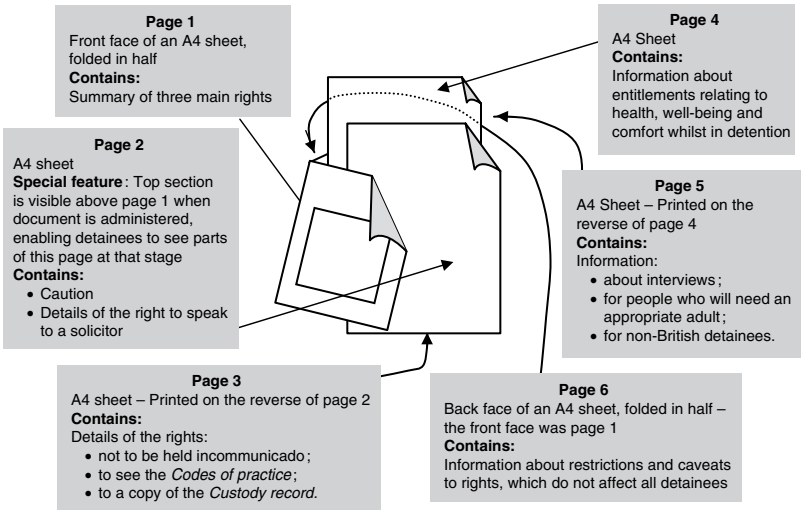 Page 1
Front face of an A4 sheet,
folded in half
Contains:
Summary of three main rights
Page 2
A4 sheet
Special feature: Top section
is visible above page 1 when
document is administered,
enabling detainees to see parts
of this page at that stage
Contains:
• Caution
• Details of the right to speak
to a solicitor
Page 3
A4 sheet – Printed on the reverse of page 2
Contains:
Details of the rights:
• not to be held incommunicado;
• to see the Codes of practice;
• to a copy of the Custody record.
Page 4
A4 Sheet
Contains:
Information about
entitlements relating to
health, well-being and
comfort whilst in detention
Page 5
A4 Sheet – Printed on the
reverse of page 4
Contains:
Information:
• about interviews;
• for people who will need an
appropriate adult;
• for non-British detainees.
Page 6
Back face of an A4 sheet, folded in half –
the front face was page 1
Contains:
Information about restrictions and caveats
to rights, which do not affect all detainees